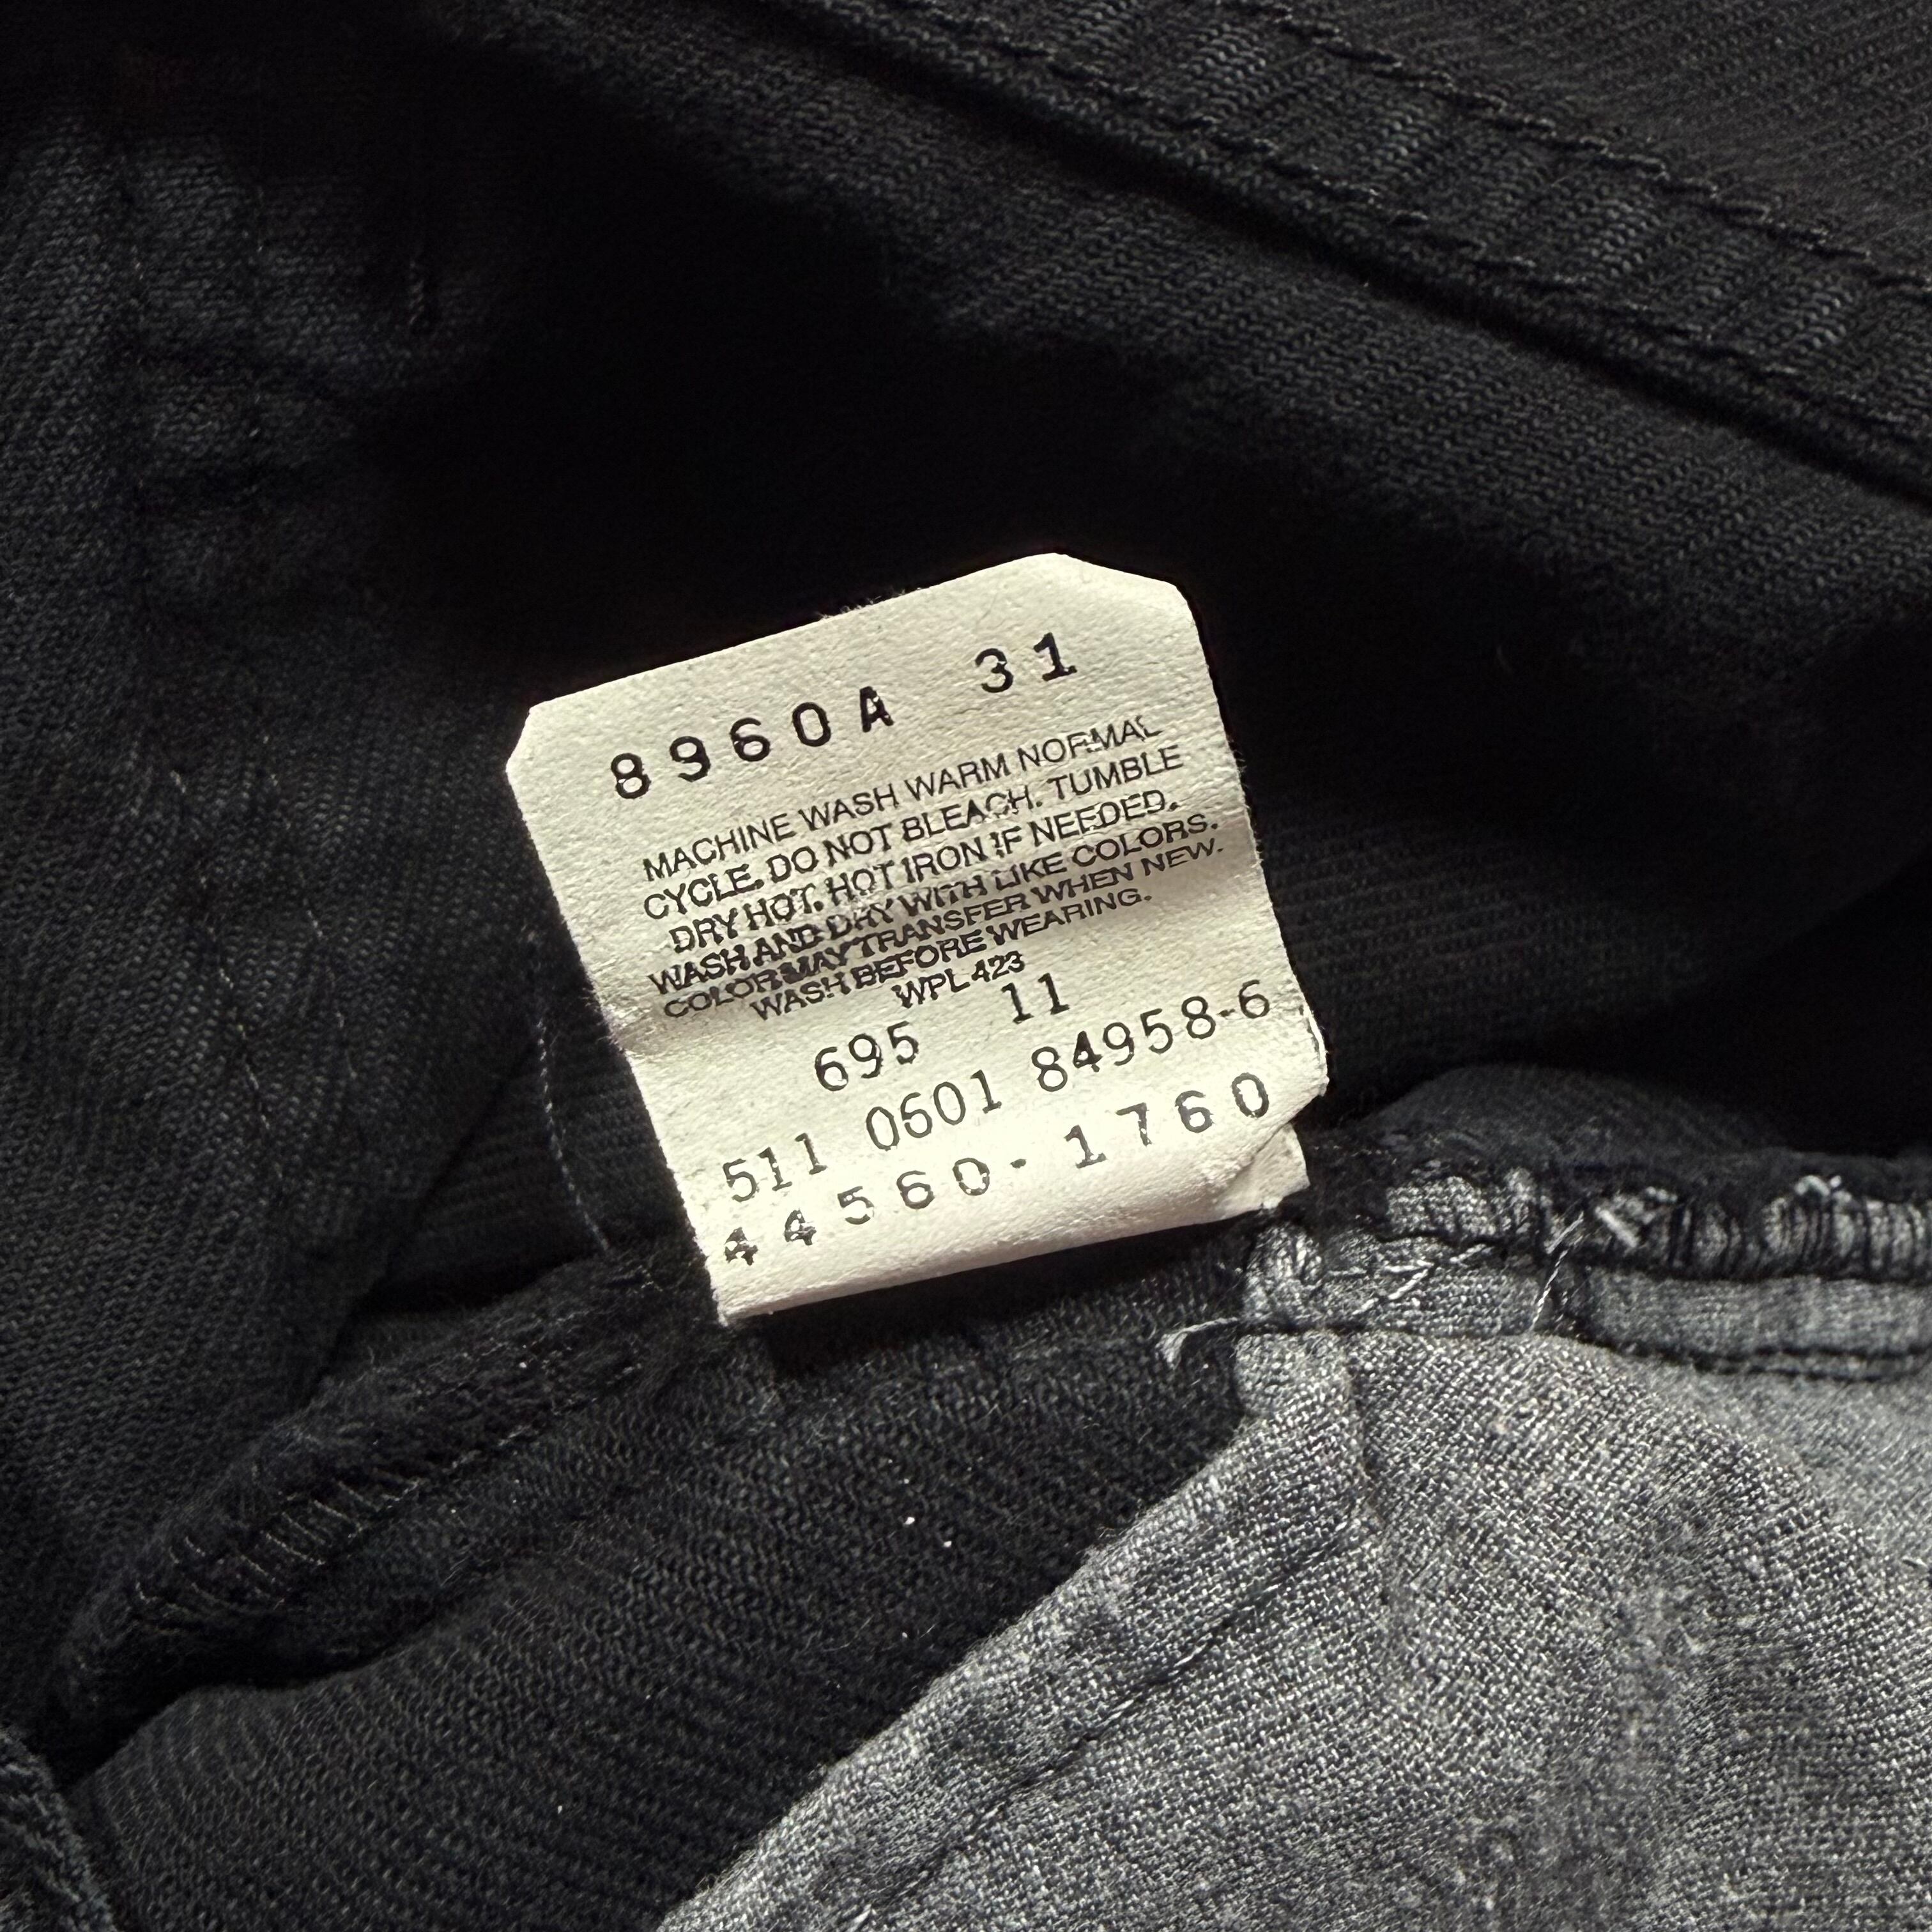 8960A 31
MACHINE WASH WARM NORMAL
CYCLE. DO NOT BLEACH. TUMBLE
DRY HOT. HOT IRON IF NEEDED.
WASH AND DRY WITH LIKE COLORS.
COLOR MAY TRANSFER WHEN NEW.
WASH BEFORE WEARING.
WPL 423
695 11
511 0601 84958-6
44560-1760